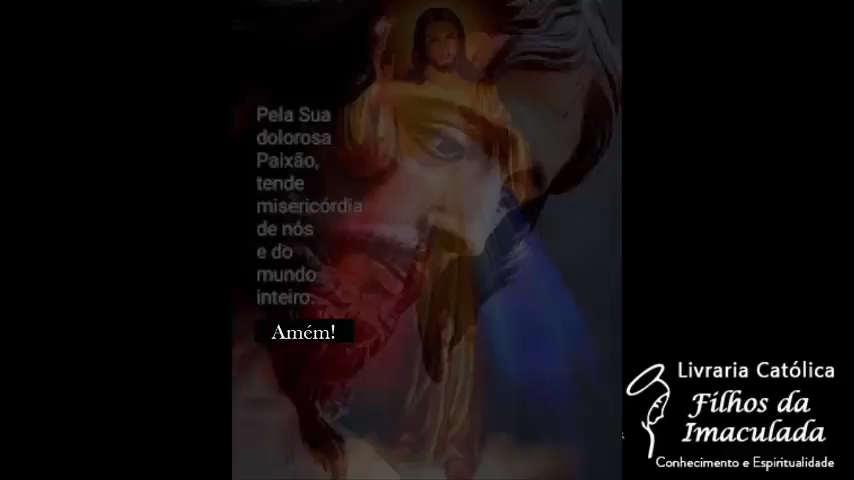 Pela Sua
dolorosa
Paixão,
tende
misericórdia
de nós
e do
mundo
inteiro.
Amém!
Livraria Católica
Filhos da
Imaculada
Conhecimento e Espiritualidade